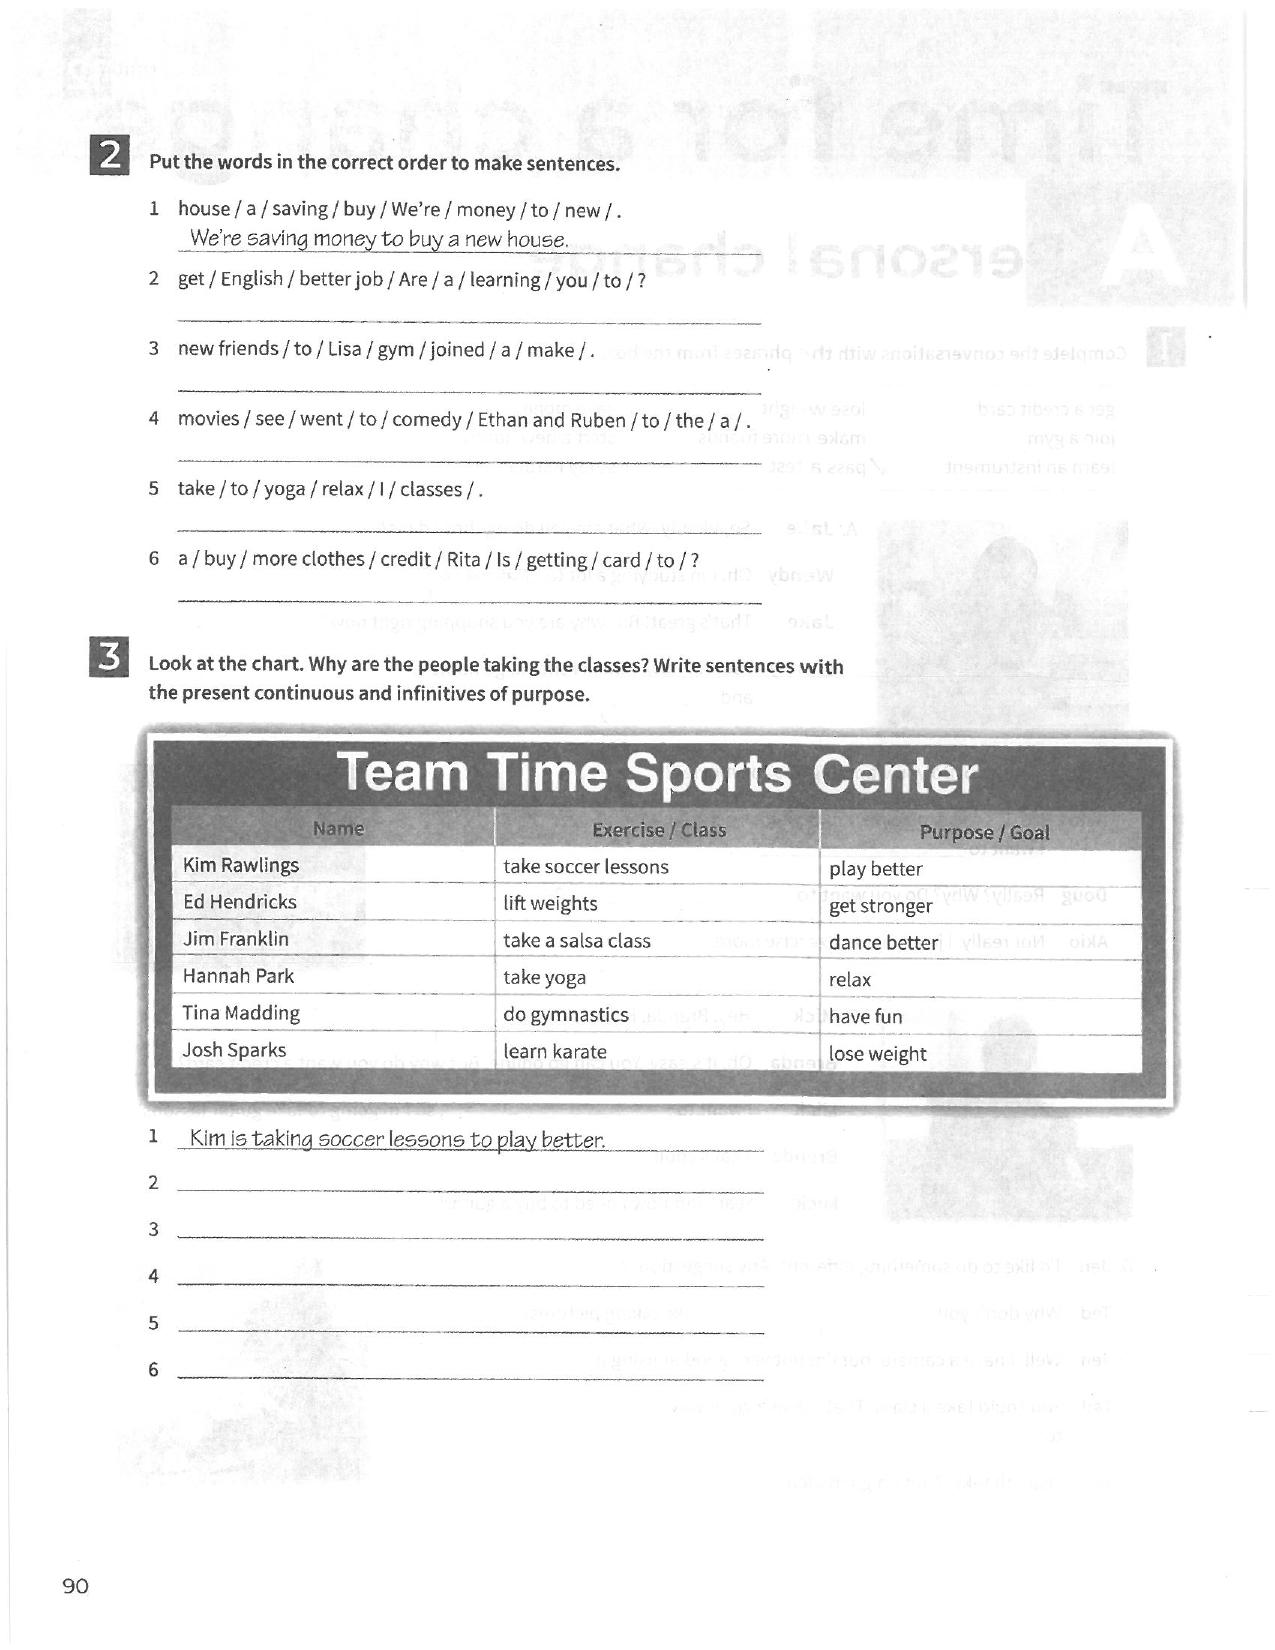 2 Put the words in the correct order to make sentences.
1 house / a / saving / buy / We're / money / to / new / .
We're saving money to buy a new house.
2 get / English / better job / Are / a / learning / you / to / ?
3 new friends / to / Lisa / gym / joined / a / make / .
4 movies / see / went / to / comedy / Ethan and Ruben / to / the / a / .
5 take / to / yoga / relax / I / classes / .
6 a / buy / more clothes / credit / Rita / Is / getting / card / to / ?
3 Look at the chart. Why are the people taking the classes? Write sentences with
the present continuous and infinitives of purpose.
Team Time Sports Center
Name Exercise / Class Purpose / Goal
Kim Rawlings take soccer lessons play better
Ed Hendricks lift weights get stronger
Jim Franklin take a salsa class dance better
Hannah Park take yoga relax
Tina Madding do gymnastics have fun
Josh Sparks learn karate lose weight
1 Kim is taking soccer lessons to play better.
2
3
4
5
6
90